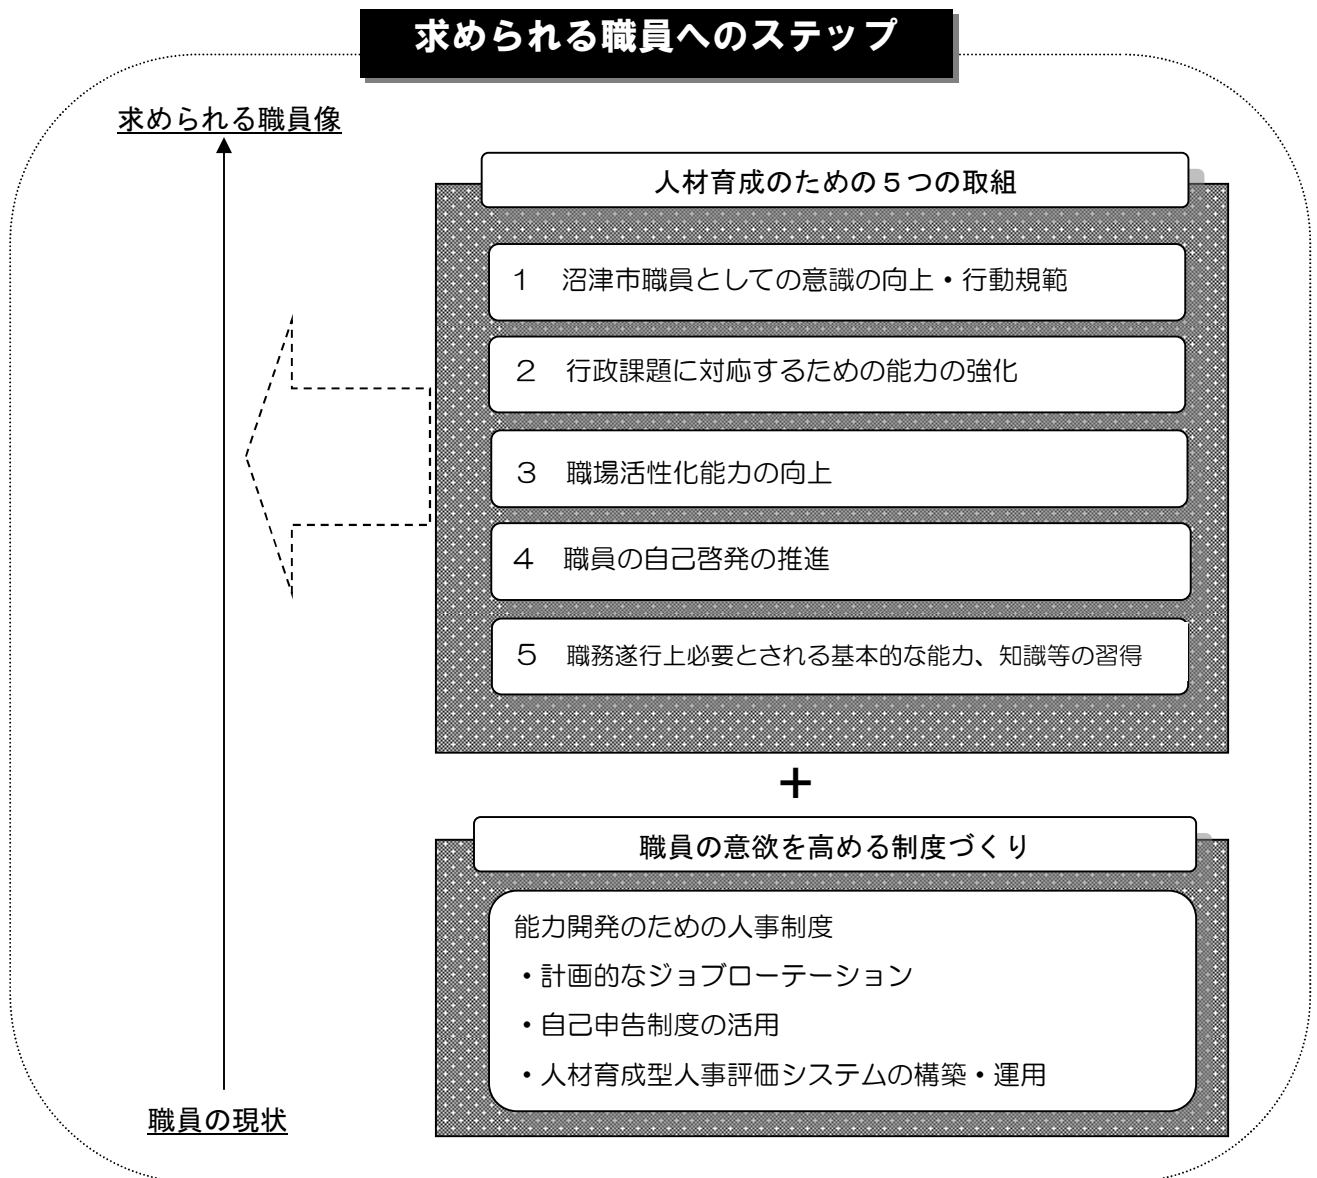 求められる職員へのステップ
求められる職員像
人材育成のための５つの取組
１　沼津市職員としての意識の向上・行動規範
２　行政課題に対応するための能力の強化
３　職場活性化能力の向上
４　職員の自己啓発の推進
５　職務遂行上必要とされる基本的な能力、知識等の習得
＋
職員の意欲を高める制度づくり
能力開発のための人事制度
・計画的なジョブローテーション
・自己申告制度の活用
・人材育成型人事評価システムの構築・運用
職員の現状